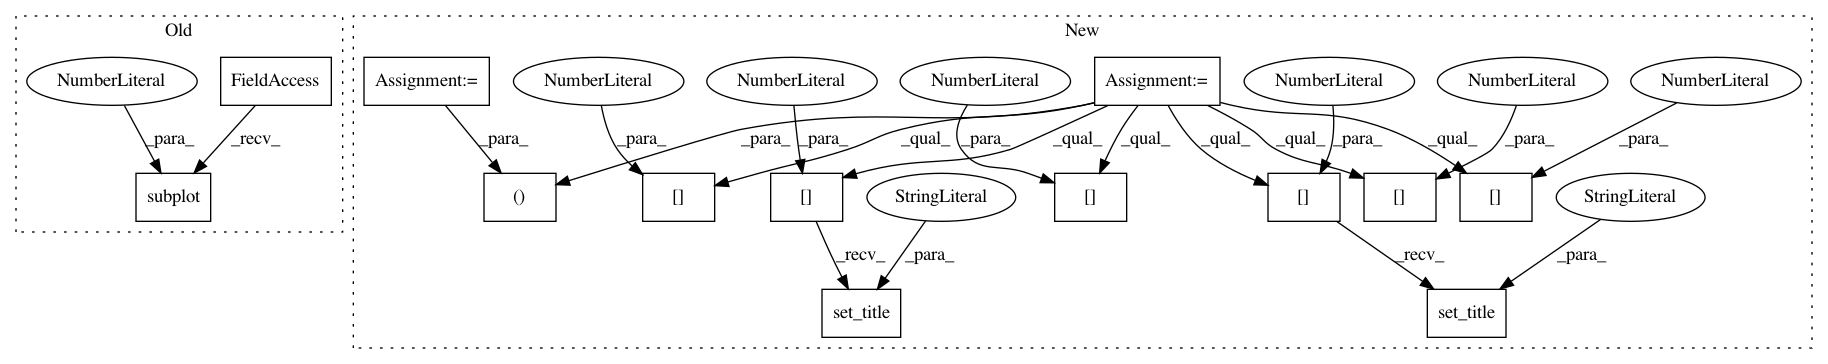 Old
New
NumberLiteral
FieldAccess
Assignment:=
NumberLiteral
NumberLiteral
NumberLiteral
Assignment:=
NumberLiteral
NumberLiteral
NumberLiteral
_para_
_recv_
_para_
_para_
_para_
_para_
_qual_
_para_
_qual_
_qual_
_qual_
_para_
_qual_
_para_
_qual_
_para_
subplot
()
[]
[]
StringLiteral
[]
[]
[]
[]
StringLiteral
_recv_
_para_
_recv_
_para_
set_title
set_title